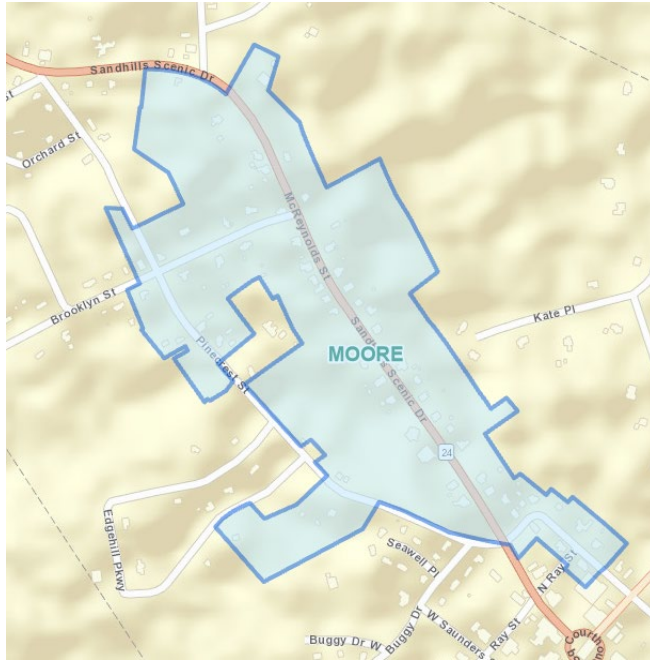 Sandhills Scenic Dr
St
Orchard St
McReynolds St
Brooklyn St
Kate Pl
Pinecrest St
Sandhills Scenic Dr
MOORE
24
Edgehill Pkwy
Seawell Pl
N Ray St
Buggy Dr
W Saunders
Ray St
Buggy Dr W